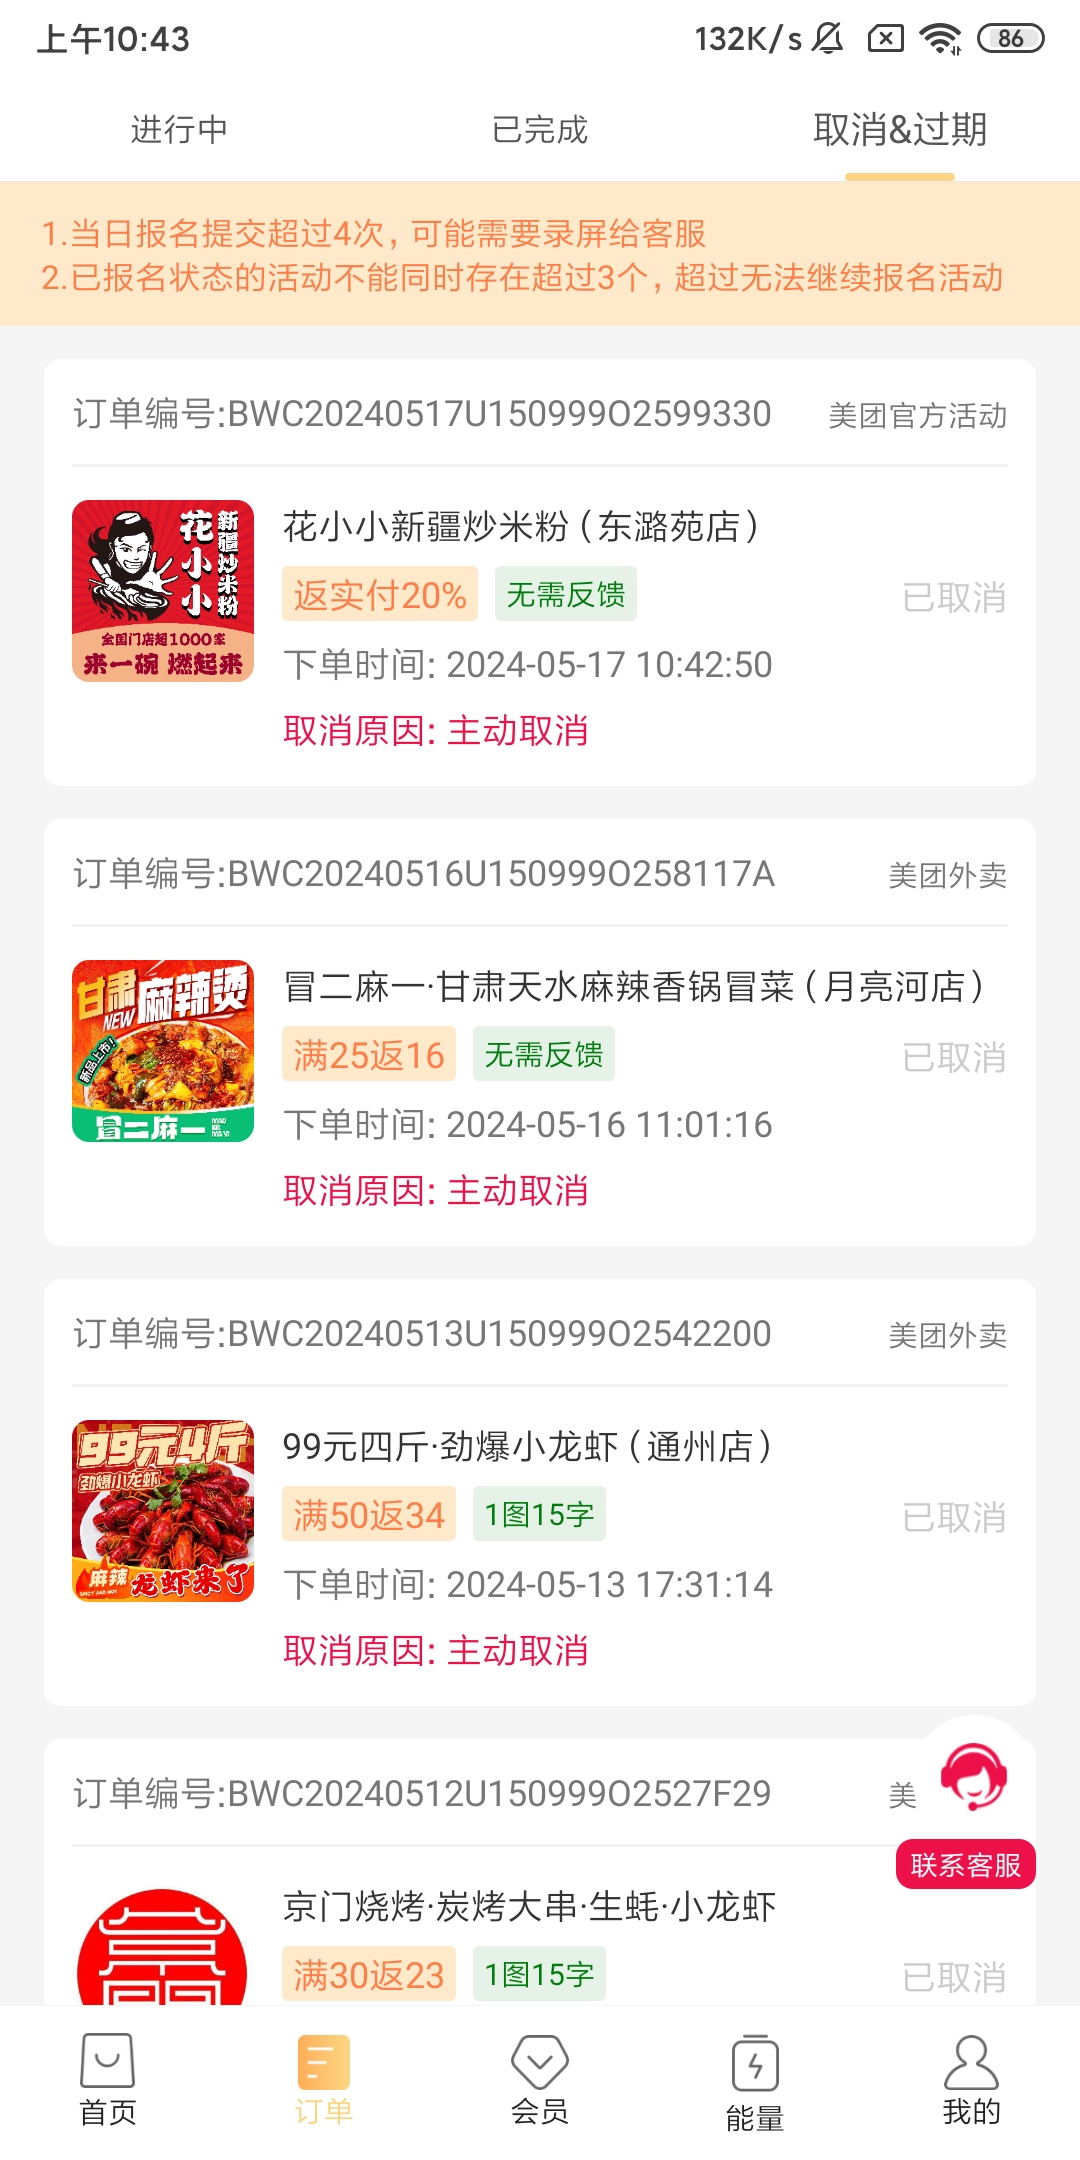 上午10:43
132K/s
86
进行中
已完成
取消&过期
1.当日报名提交超过4次，可能需要录屏给客服
2.已报名状态的活动不能同时存在超过3个，超过无法继续报名活动
订单编号:BWC20240517U150999O2599330
美团官方活动
花小小
新疆炒米粉
全国门店超1000家
来一碗 燃起来
花小小新疆炒米粉（东潞苑店）
返实付20%
无需反馈
已取消
下单时间: 2024-05-17 10:42:50
取消原因: 主动取消
订单编号:BWC20240516U150999O258117A
美团外卖
甘肃麻辣烫
NEW
新品上市!
冒二麻一
冒二麻一·甘肃天水麻辣香锅冒菜（月亮河店）
满25返16
无需反馈
已取消
下单时间: 2024-05-16 11:01:16
取消原因: 主动取消
订单编号:BWC20240513U150999O2542200
美团外卖
99元4斤
劲爆小龙虾
麻辣
龙虾来了
99元四斤·劲爆小龙虾（通州店）
满50返34
1图15字
已取消
下单时间: 2024-05-13 17:31:14
取消原因: 主动取消
订单编号:BWC20240512U150999O2527F29
美
联系客服
京门烧烤·炭烤大串·生蚝·小龙虾
满30返23
1图15字
已取消
首页
订单
会员
能量
我的